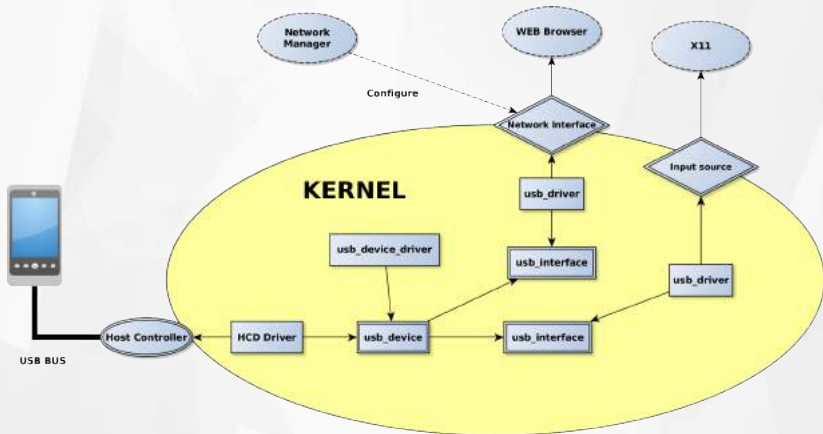 Network
Manager
WEB Browser
X11
Configure
Network Interface
Input source
KERNEL
usb_driver
usb_device_driver
usb_interface
usb_driver
Host Controller
HCD Driver
usb_device
usb_interface
USB BUS